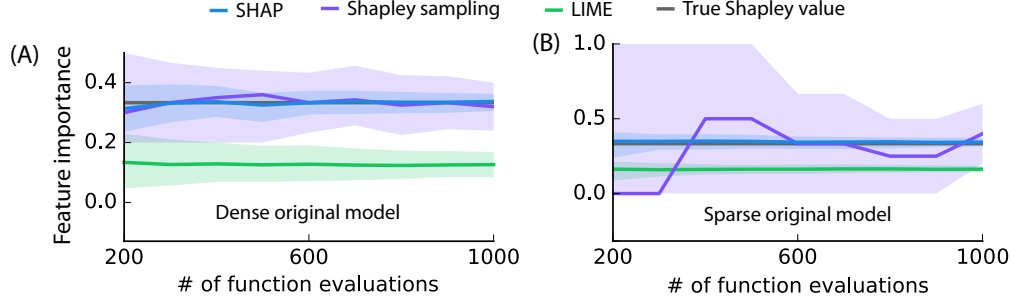 SHAP Shapley sampling LIME True Shapley value
(A)
Feature importance
0.4
0.2
0.0
Dense original model
200 600 1000
# of function evaluations
(B)
1.0
0.5
0.0
Sparse original model
200 600 1000
# of function evaluations